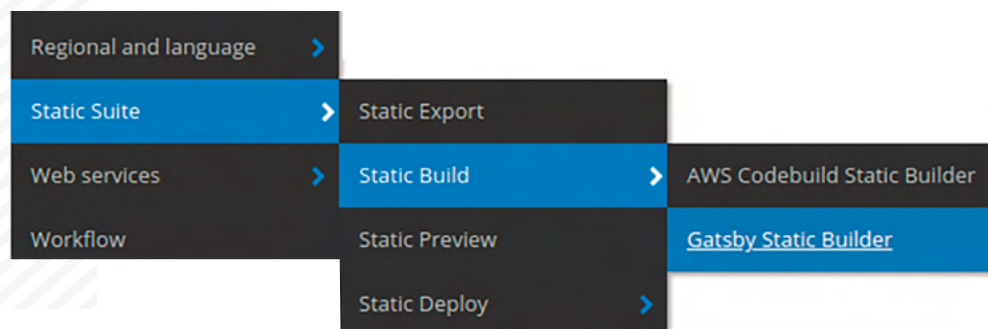 Regional and language
Static Suite
Web services
Workflow
Static Export
Static Build
Static Preview
Static Deploy
AWS Codebuild Static Builder
Gatsby Static Builder